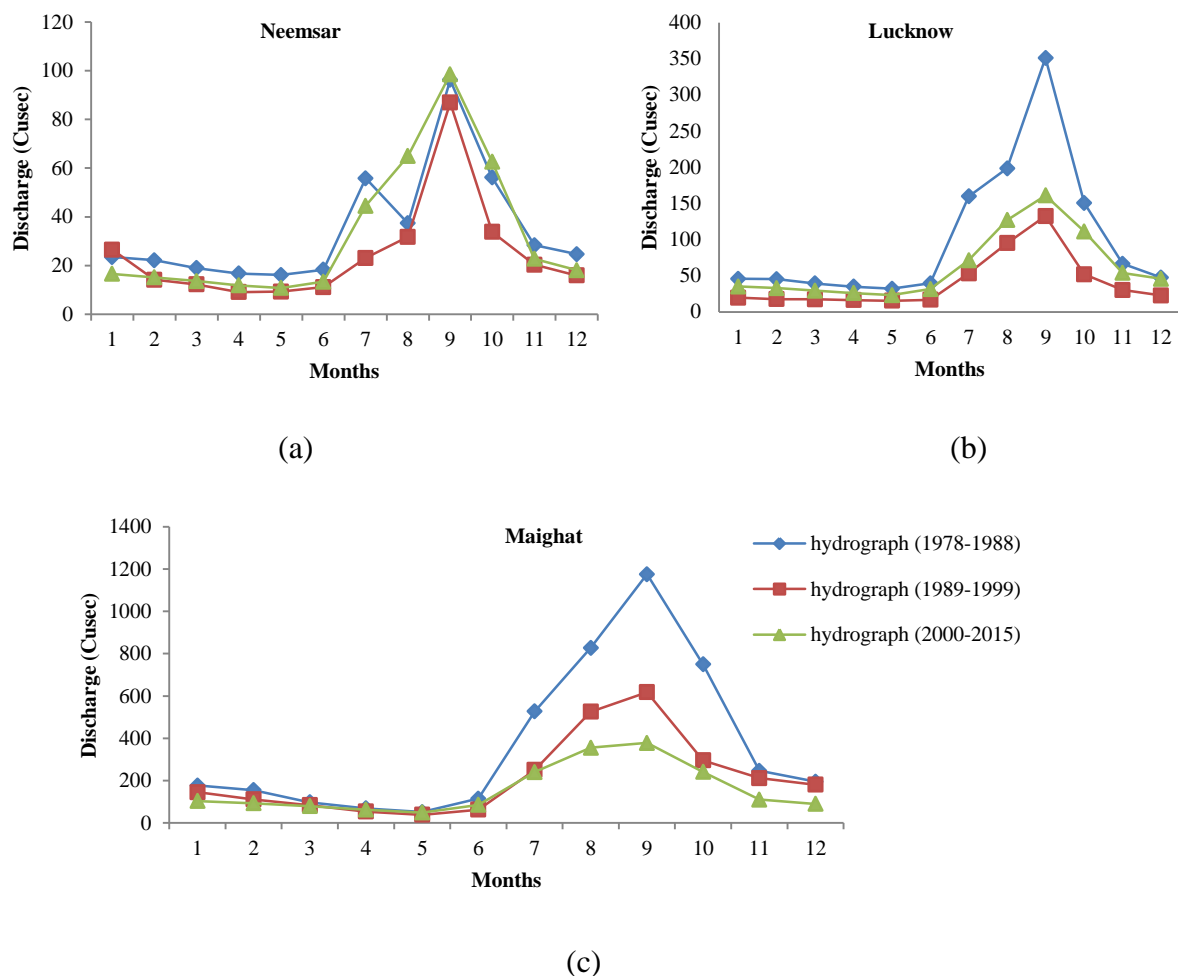 Neemsar
Discharge (Cusec)
120
100
80
60
40
20
0
1 2 3 4 5 6 7 8 9 10 11 12
Months
(a)
Lucknow
Discharge (Cusec)
400
350
300
250
200
150
100
50
0
1 2 3 4 5 6 7 8 9 10 11 12
Months
(b)
Maighat
Discharge (Cusec)
1400
1200
1000
800
600
400
200
0
1 2 3 4 5 6 7 8 9 10 11 12
Months
hydrograph (1978-1988)
hydrograph (1989-1999)
hydrograph (2000-2015)
(c)